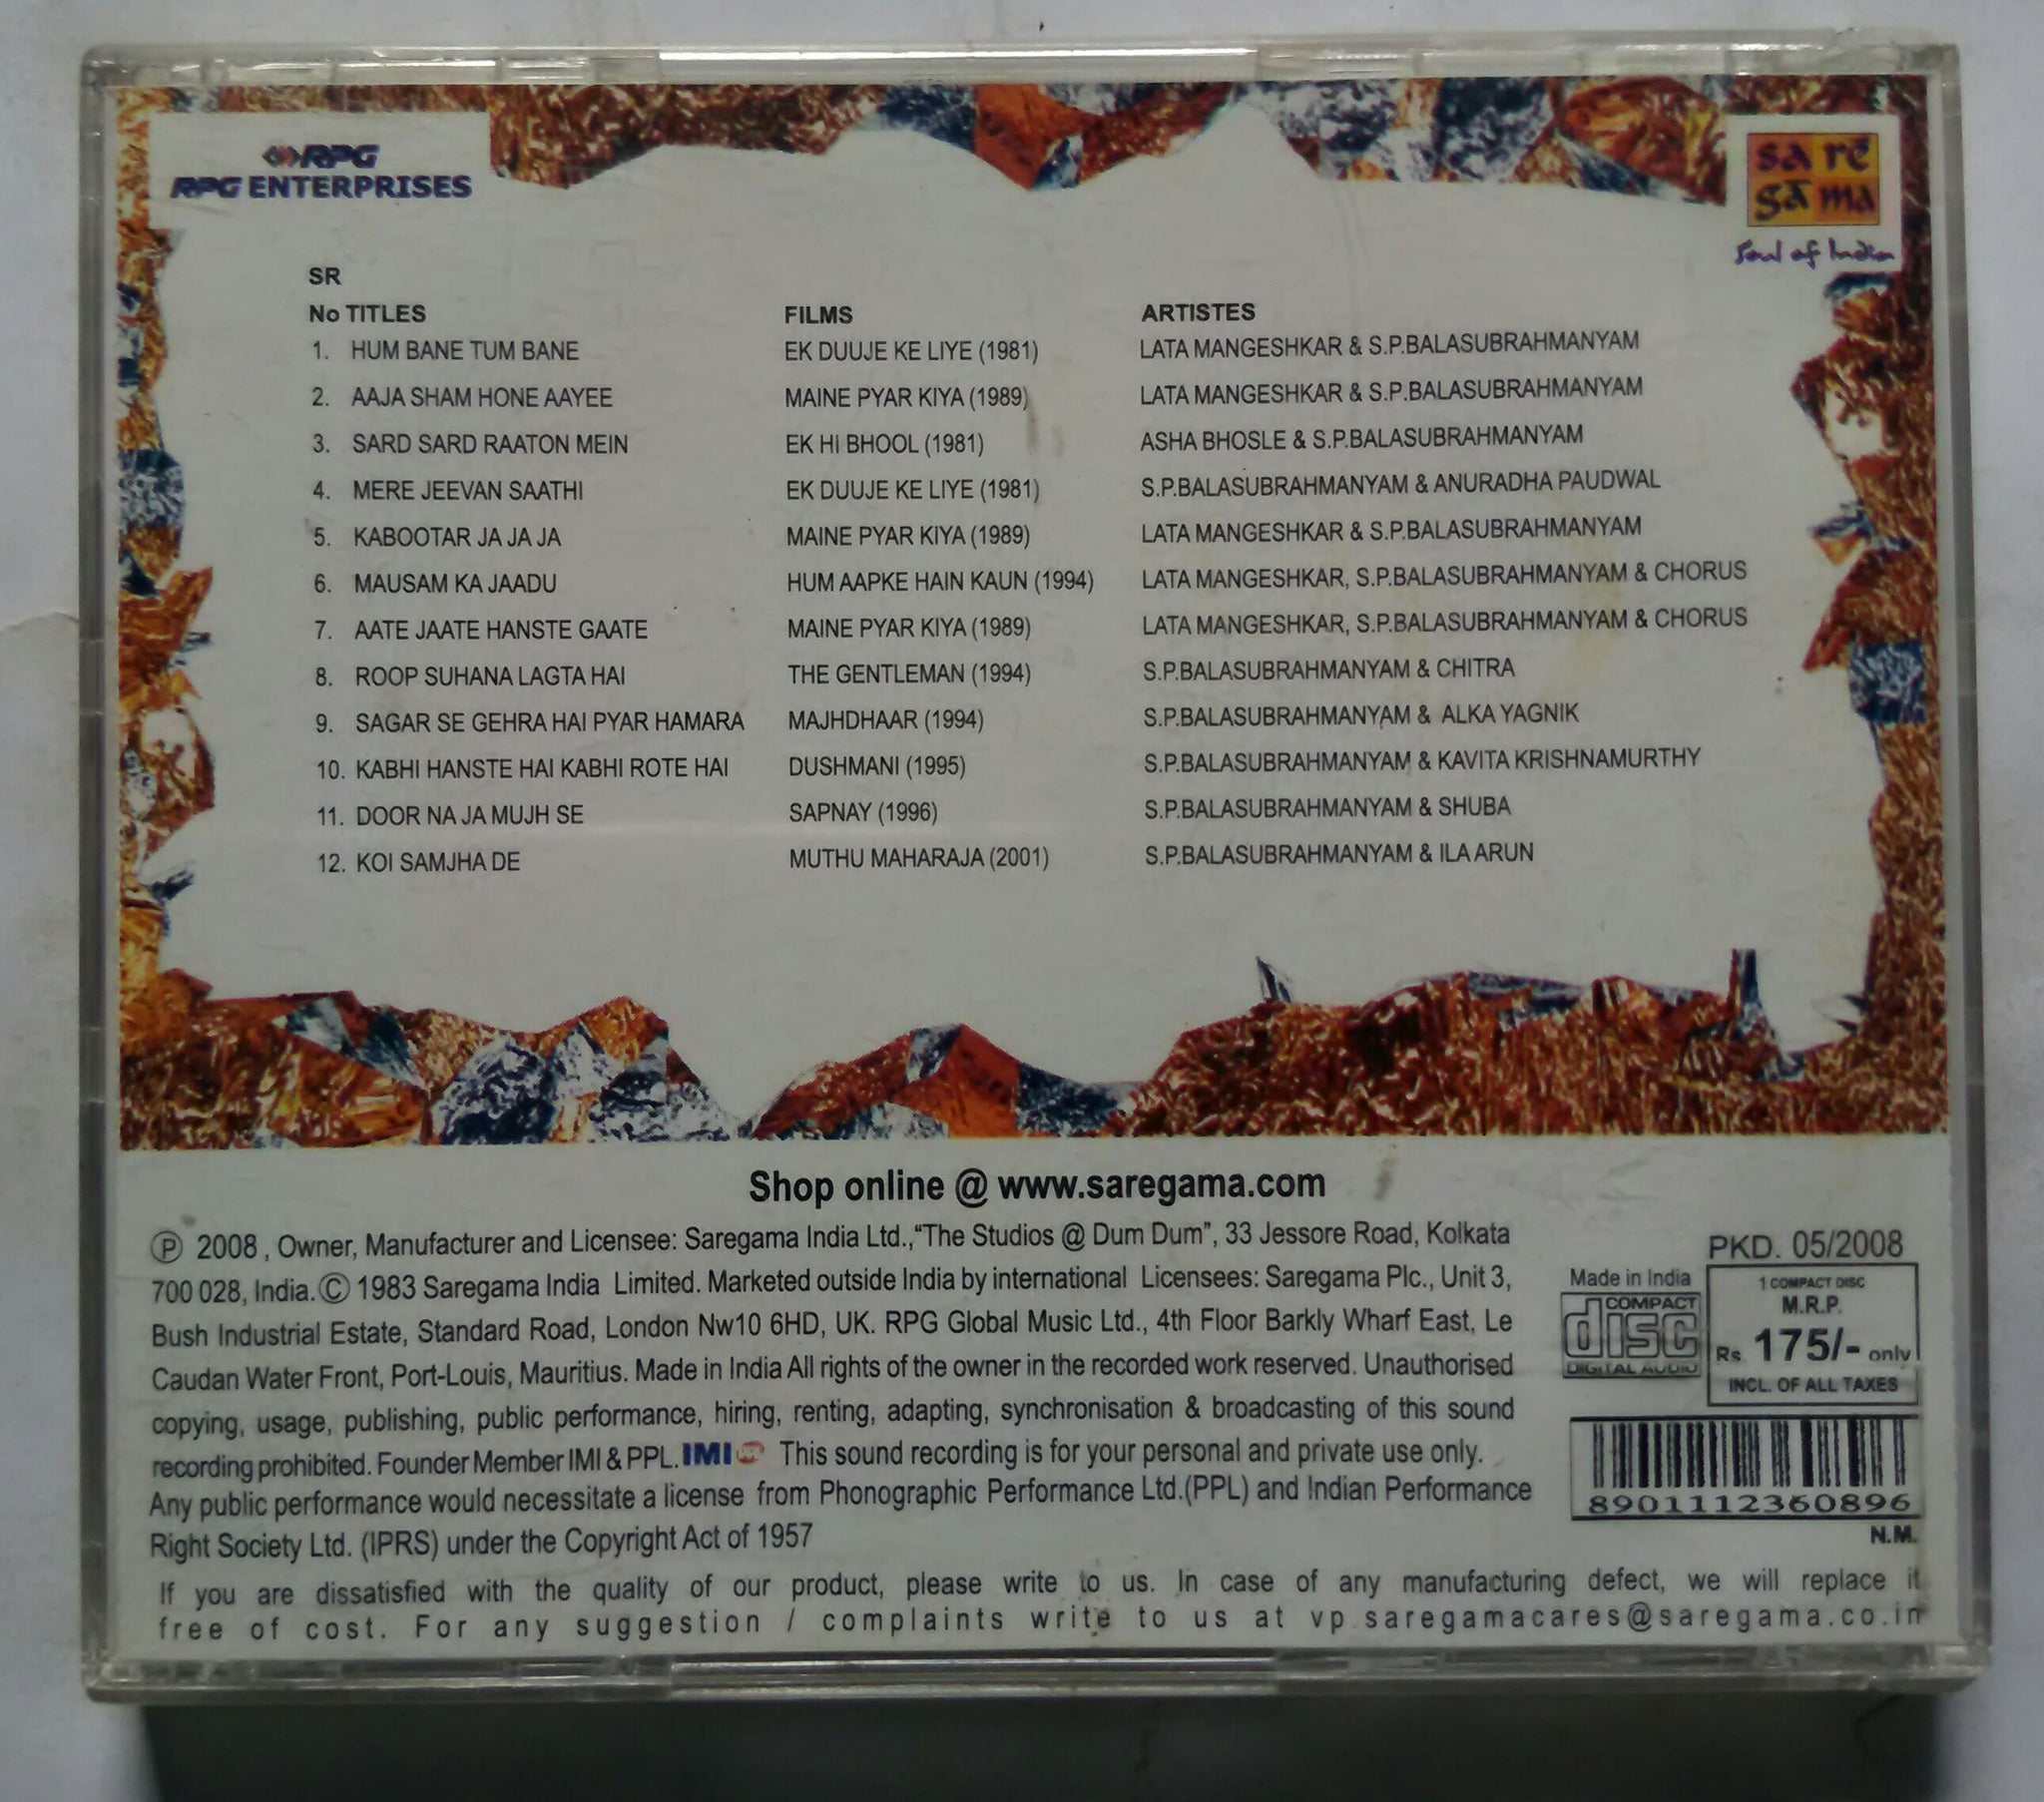 RPG
RPG ENTERPRISES
sa re
ga ma
Soul of India
SR
No TITLES FILMS ARTISTES
1. HUM BANE TUM BANE EK DUUJE KE LIYE (1981) LATA MANGESHKAR & S.P.BALASUBRAHMANYAM
2. AAJA SHAM HONE AAYEE MAINE PYAR KIYA (1989) LATA MANGESHKAR & S.P.BALASUBRAHMANYAM
3. SARD SARD RAATON MEIN EK HI BHOOL (1981) ASHA BHOSLE & S.P.BALASUBRAHMANYAM
4. MERE JEEVAN SAATHI EK DUUJE KE LIYE (1981) S.P.BALASUBRAHMANYAM & ANURADHA PAUDWAL
5. KABOOTAR JA JA JA MAINE PYAR KIYA (1989) LATA MANGESHKAR & S.P.BALASUBRAHMANYAM
6. MAUSAM KA JAADU HUM AAPKE HAIN KAUN (1994) LATA MANGESHKAR, S.P.BALASUBRAHMANYAM & CHORUS
7. AATE JAATE HANSTE GAATE MAINE PYAR KIYA (1989) LATA MANGESHKAR, S.P.BALASUBRAHMANYAM & CHORUS
8. ROOP SUHANA LAGTA HAI THE GENTLEMAN (1994) S.P.BALASUBRAHMANYAM & CHITRA
9. SAGAR SE GEHRA HAI PYAR HAMARA MAJHDHAAR (1994) S.P.BALASUBRAHMANYAM & ALKA YAGNIK
10. KABHI HANSTE HAI KABHI ROTE HAI DUSHMANI (1995) S.P.BALASUBRAHMANYAM & KAVITA KRISHNAMURTHY
11. DOOR NA JA MUJH SE SAPNAY (1996) S.P.BALASUBRAHMANYAM & SHUBA
12. KOI SAMJHA DE MUTHU MAHARAJA (2001) S.P.BALASUBRAHMANYAM & ILA ARUN
Shop online @ www.saregama.com
Ⓟ 2008 , Owner, Manufacturer and Licensee: Saregama India Ltd.,“The Studios @ Dum Dum”, 33 Jessore Road, Kolkata
700 028, India.© 1983 Saregama India Limited. Marketed outside India by international Licensees: Saregama Plc., Unit 3,
Bush Industrial Estate, Standard Road, London Nw10 6HD, UK. RPG Global Music Ltd., 4th Floor Barkly Wharf East, Le
Caudan Water Front, Port-Louis, Mauritius. Made in India All rights of the owner in the recorded work reserved. Unauthorised
copying, usage, publishing, public performance, hiring, renting, adapting, synchronisation & broadcasting of this sound
recording prohibited. Founder Member IMI & PPL. IMI This sound recording is for your personal and private use only.
Any public performance would necessitate a license from Phonographic Performance Ltd.(PPL) and Indian Performance
Right Society Ltd. (IPRS) under the Copyright Act of 1957
PKD. 05/2008
Made in India
COMPACT
disc
DIGITAL AUDIO
1 COMPACT DISC
M.R.P.
Rs. 175/- only
INCL. OF ALL TAXES
8901112360896
N.M.
If you are dissatisfied with the quality of our product, please write to us. In case of any manufacturing defect, we will replace it
free of cost. For any suggestion / complaints write to us at vp.saregamacares@saregama.co.in